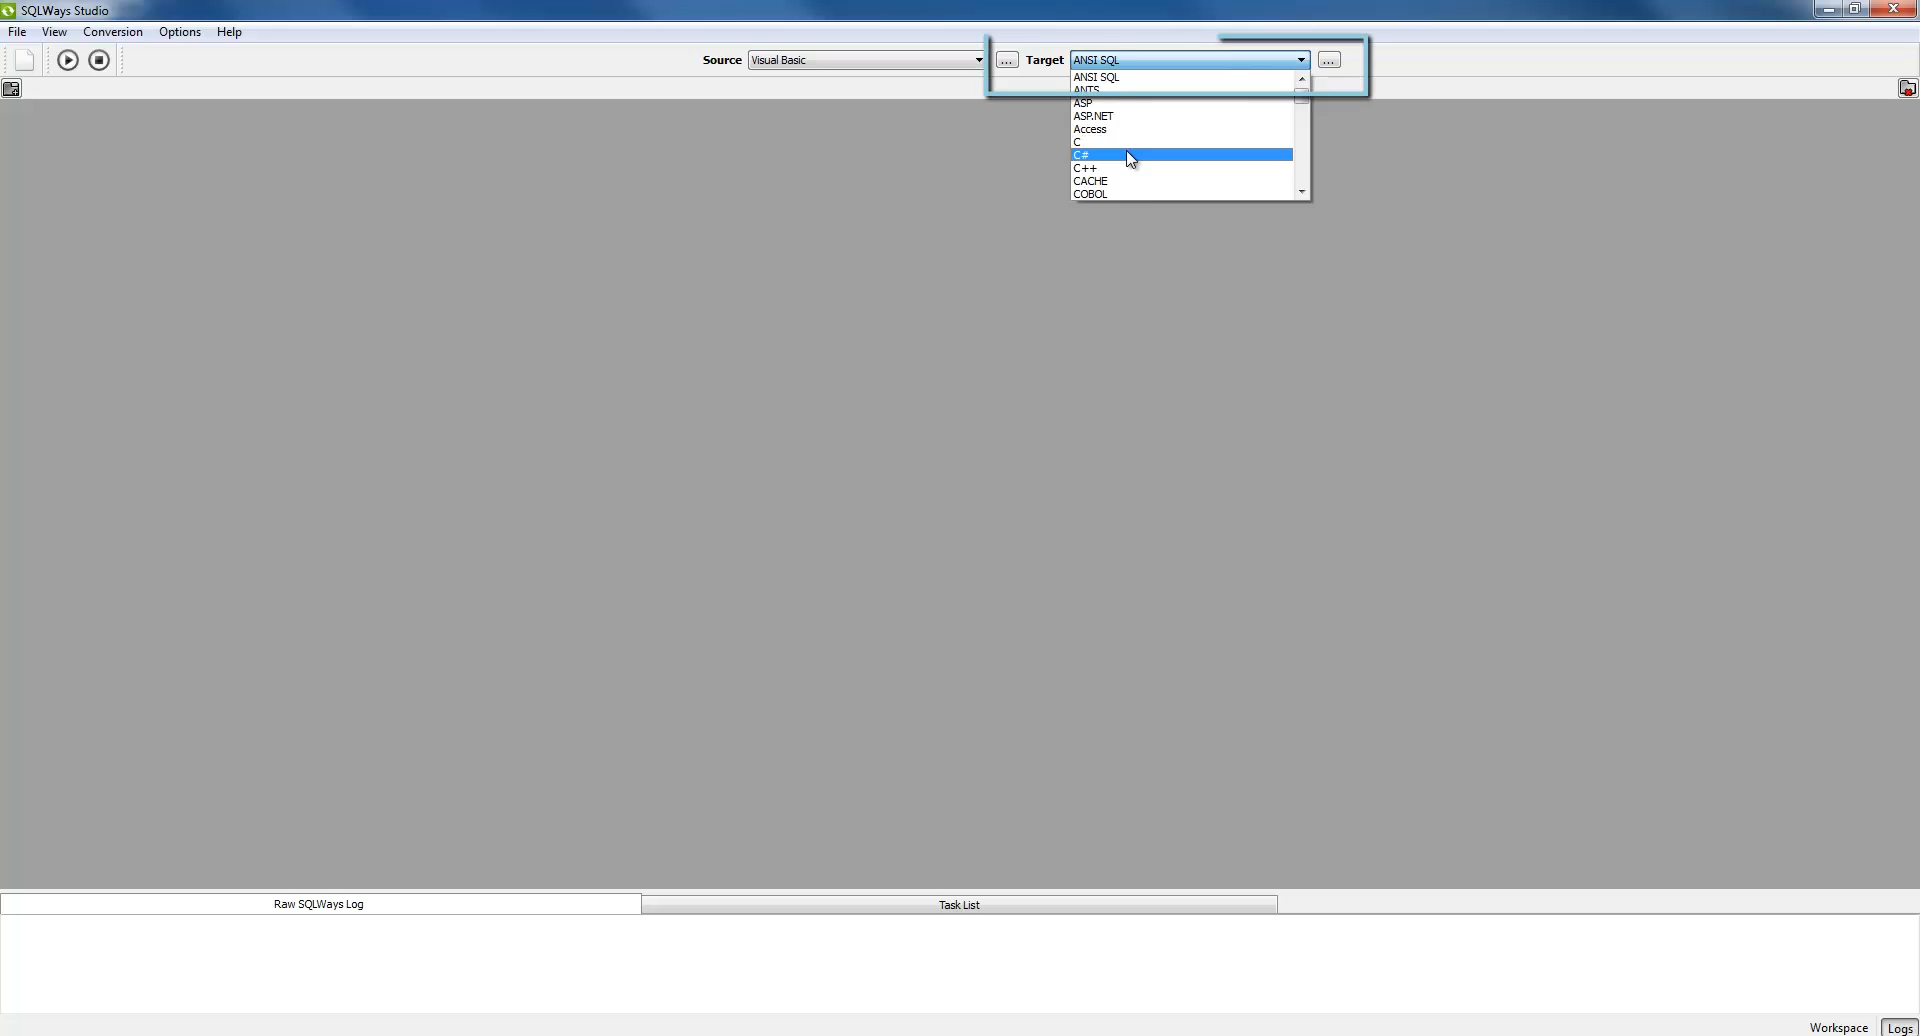 SQLWays Studio
File View Conversion Options Help
Source Visual Basic ... Target ANSI SQL ...
ANSI SQL
ANTS
ASP
ASP.NET
Access
C
C#
C++
CACHE
COBOL
Raw SQLWays Log Task List
Workspace Logs